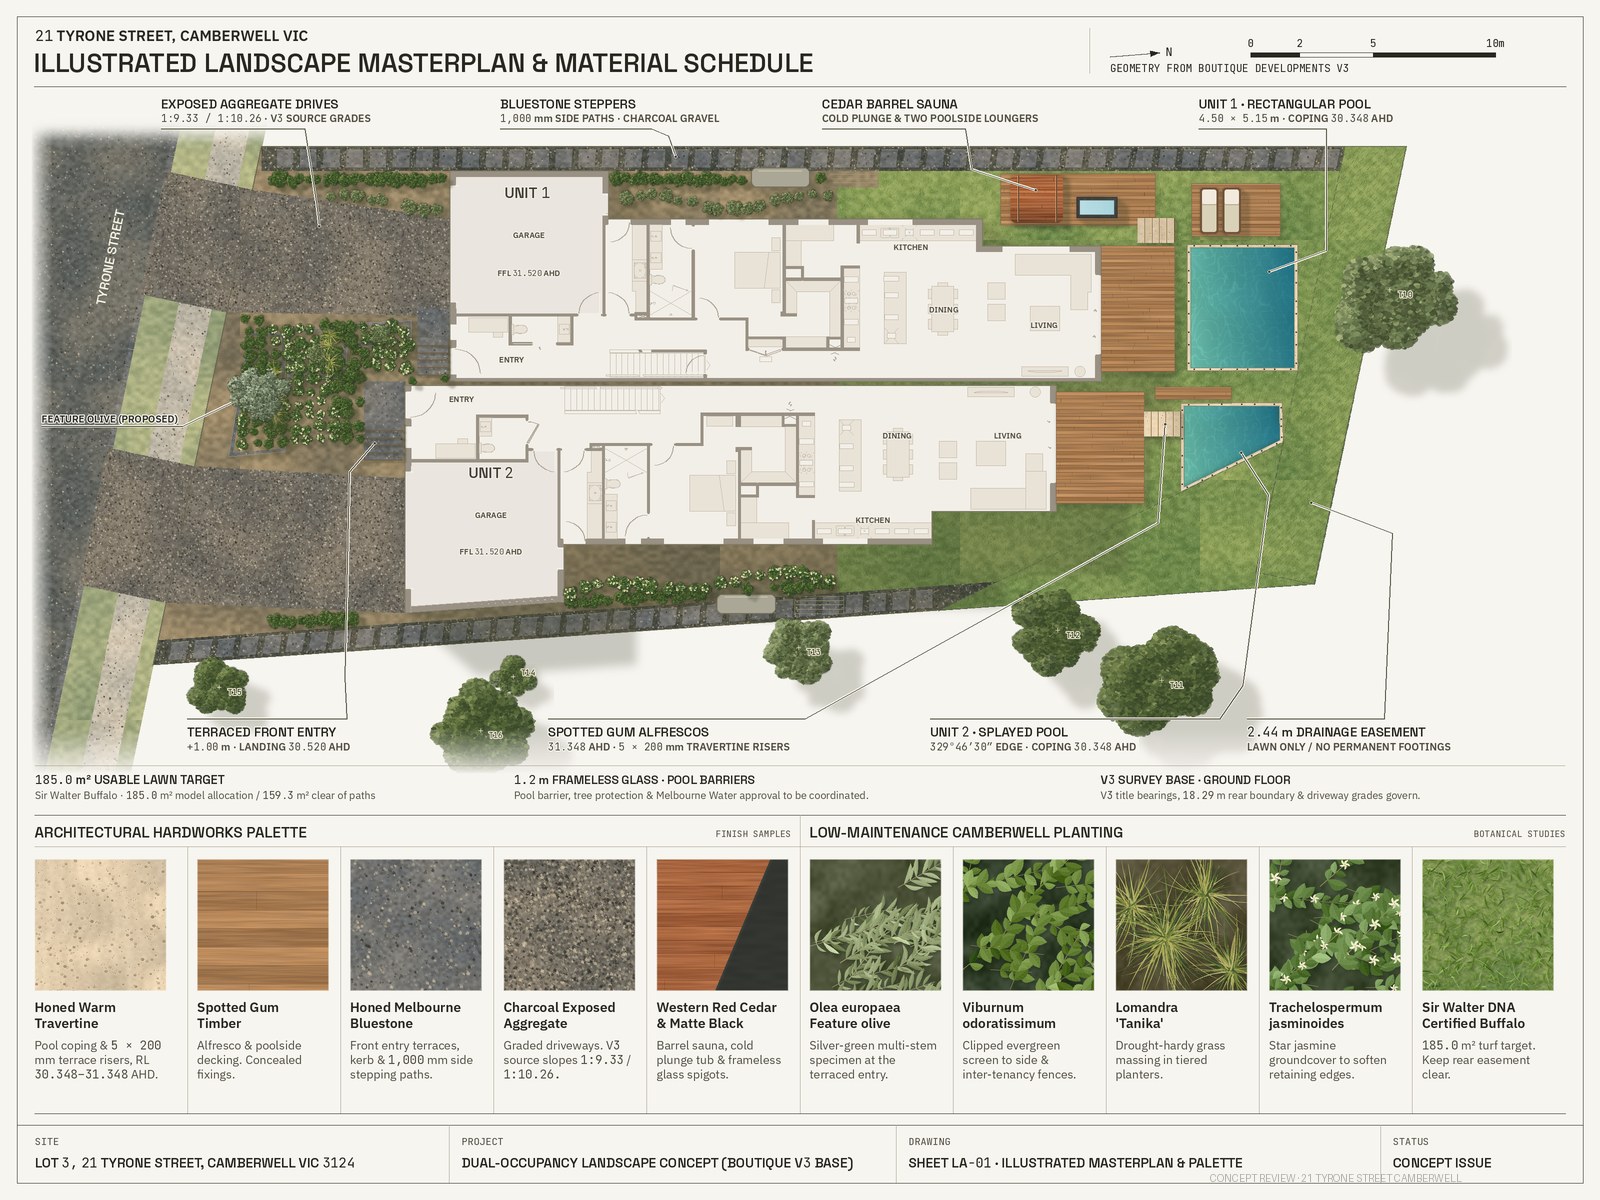 21 TYRONE STREET, CAMBERWELL VIC
ILLUSTRATED LANDSCAPE MASTERPLAN & MATERIAL SCHEDULE
N
GEOMETRY FROM BOUTIQUE DEVELOPMENTS V3
0 2 5 10m
EXPOSED AGGREGATE DRIVES
1:9.33 / 1:10.26 · V3 SOURCE GRADES
BLUESTONE STEPPERS
1,000 mm SIDE PATHS · CHARCOAL GRAVEL
CEDAR BARREL SAUNA
COLD PLUNGE & TWO POOLSIDE LOUNGERS
UNIT 1 · RECTANGULAR POOL
4.50 × 5.15 m · COPING 30.348 AHD
TYRONE STREET
UNIT 1
GARAGE
FFL 31.520 AHD
ENTRY
KITCHEN
DINING
LIVING
T10
FEATURE OLIVE (PROPOSED)
ENTRY
UNIT 2
GARAGE
FFL 31.520 AHD
DINING
LIVING
KITCHEN
T12
T13
T11
T14
T15
T16
TERRACED FRONT ENTRY
+1.00 m · LANDING 30.520 AHD
SPOTTED GUM ALFRESCOS
31.348 AHD · 5 × 200 mm TRAVERTINE RISERS
UNIT 2 · SPLAYED POOL
329°46′30″ EDGE · COPING 30.348 AHD
2.44 m DRAINAGE EASEMENT
LAWN ONLY / NO PERMANENT FOOTINGS
185.0 m² USABLE LAWN TARGET
Sir Walter Buffalo · 185.0 m² model allocation / 159.3 m² clear of paths
1.2 m FRAMELESS GLASS · POOL BARRIERS
Pool barrier, tree protection & Melbourne Water approval to be coordinated.
V3 SURVEY BASE · GROUND FLOOR
V3 title bearings, 18.29 m rear boundary & driveway grades govern.
ARCHITECTURAL HARDWORKS PALETTE
FINISH SAMPLES
LOW-MAINTENANCE CAMBERWELL PLANTING
BOTANICAL STUDIES
Honed Warm
Travertine
Pool coping & 5 × 200
mm terrace risers, RL
30.348–31.348 AHD.
Spotted Gum
Timber
Alfresco & poolside
decking. Concealed
fixings.
Honed Melbourne
Bluestone
Front entry terraces,
kerb & 1,000 mm side
stepping paths.
Charcoal Exposed
Aggregate
Graded driveways. V3
source slopes 1:9.33 /
1:10.26.
Western Red Cedar
& Matte Black
Barrel sauna, cold
plunge tub & frameless
glass spigots.
Olea europaea
Feature olive
Silver-green multi-stem
specimen at the
terraced entry.
Viburnum
odoratissimum
Clipped evergreen
screen to side &
inter-tenancy fences.
Lomandra
'Tanika'
Drought-hardy grass
massing in tiered
planters.
Trachelospermum
jasminoides
Star jasmine
groundcover to soften
retaining edges.
Sir Walter DNA
Certified Buffalo
185.0 m² turf target.
Keep rear easement
clear.
SITE
LOT 3, 21 TYRONE STREET, CAMBERWELL VIC 3124
PROJECT
DUAL-OCCUPANCY LANDSCAPE CONCEPT (BOUTIQUE V3 BASE)
DRAWING
SHEET LA-01 · ILLUSTRATED MASTERPLAN & PALETTE
STATUS
CONCEPT ISSUE
CONCEPT REVIEW · 21 TYRONE STREET CAMBERWELL